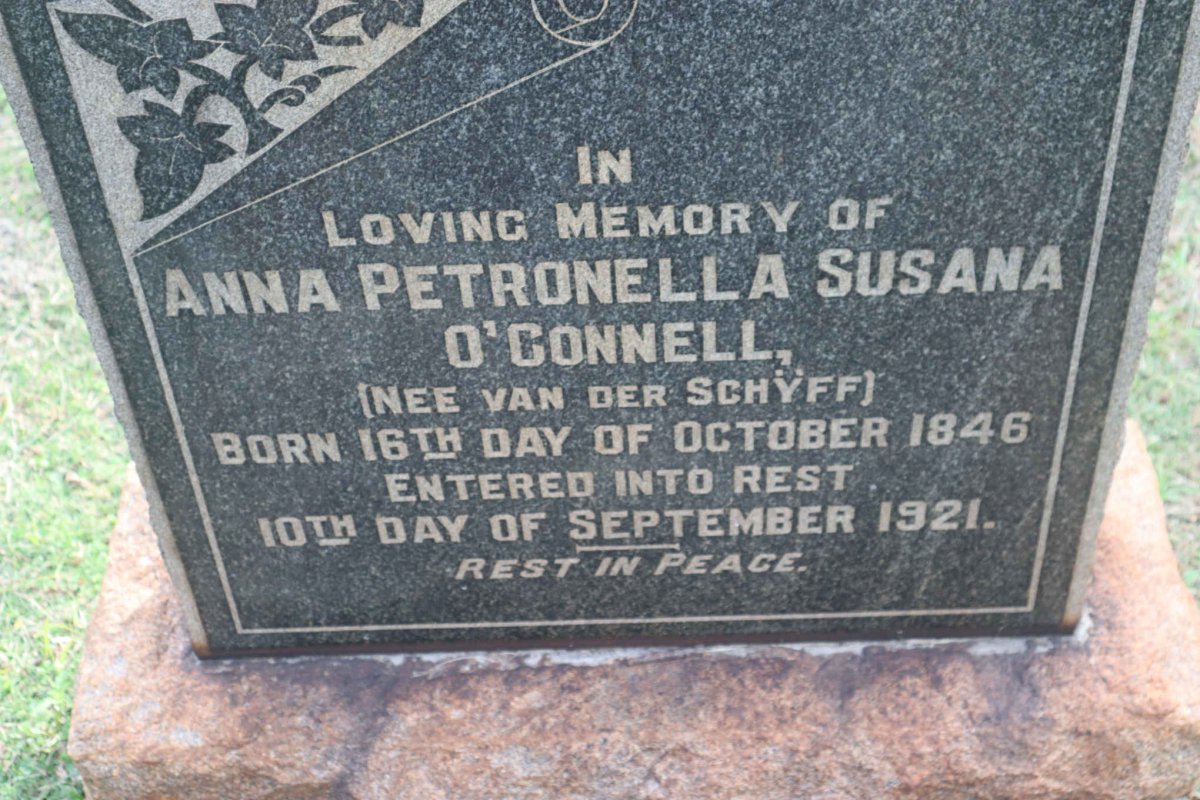 IN
LOVING MEMORY OF
ANNA PETRONELLA SUSANA
O'CONNELL,
(NEE VAN DER SCHŸFF)
BORN 16TH DAY OF OCTOBER 1846
ENTERED INTO REST
10TH DAY OF SEPTEMBER 1921.
REST IN PEACE.